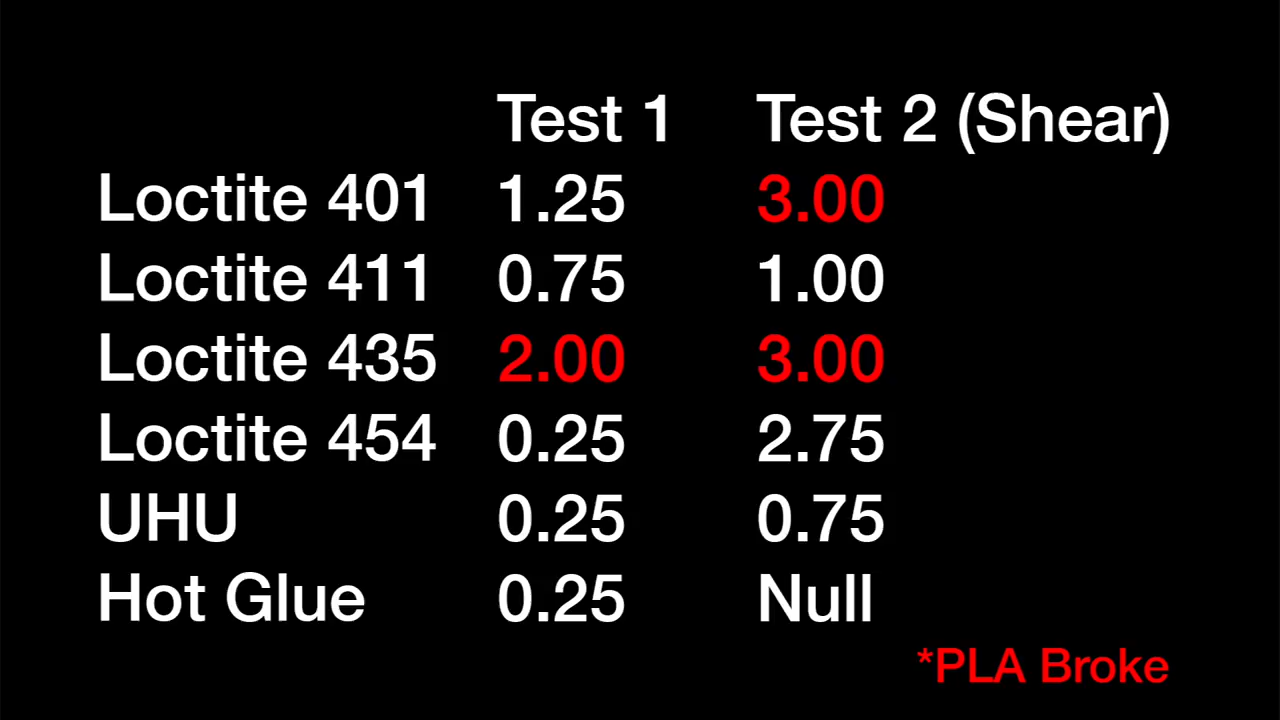 Test 1 Test 2 (Shear)
Loctite 401 1.25 3.00
Loctite 411 0.75 1.00
Loctite 435 2.00 3.00
Loctite 454 0.25 2.75
UHU 0.25 0.75
Hot Glue 0.25 Null
*PLA Broke